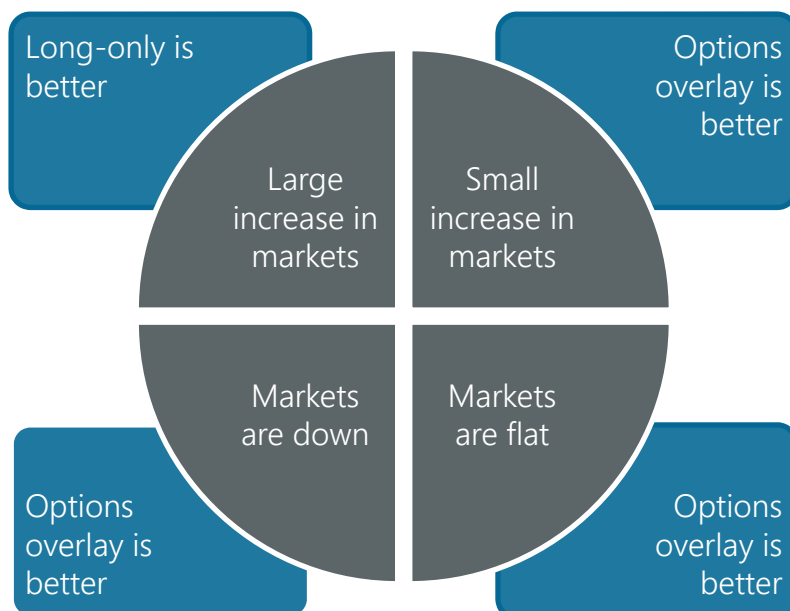 Long-only is
better
Options
overlay is
better
Large
increase in
markets
Small
increase in
markets
Markets
are down
Markets
are flat
Options
overlay is
better
Options
overlay is
better